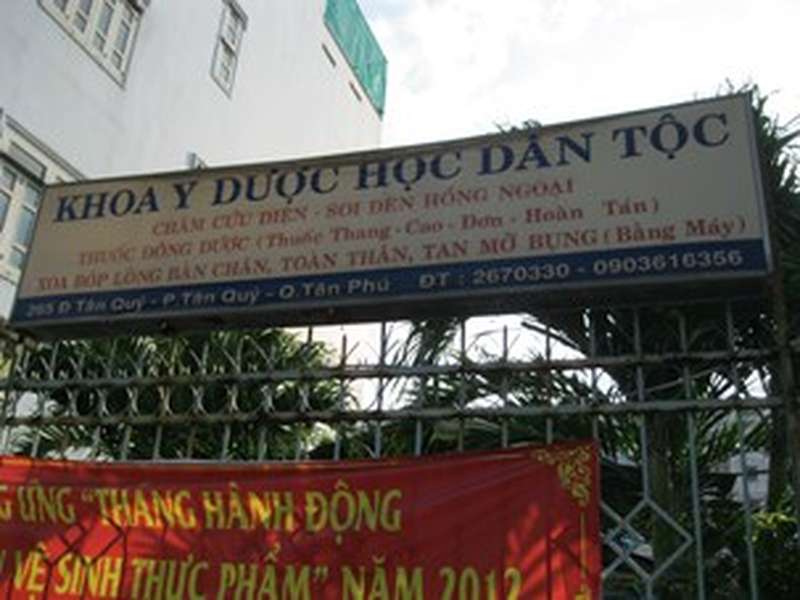 KHOA Y DƯỢC HỌC DÂN TỘC
CHÂM CỨU ĐIỆN - SOI ĐÈN HỒNG NGOẠI
THUỐC ĐÔNG DƯỢC (Thuốc Thang - Cao - Đơn - Hoàn Tán)
XOA BÓP LÒNG BÀN CHÂN, TOÀN THÂN, TAN MỠ BỤNG (Bằng Máy)
265 Đ Tân Quý - P.Tân Quý - Q.Tân Phú ĐT : 2670330 - 0903616356
ỨNG "THÁNG HÀNH ĐỘNG
VỆ SINH THỰC PHẨM" NĂM 2012